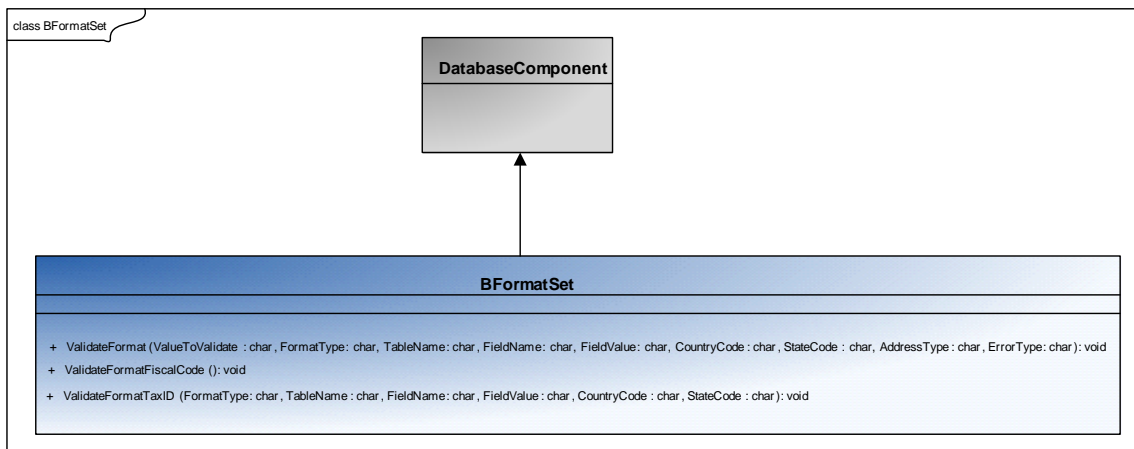 class BFormatSet
DatabaseComponent
BFormatSet
+ ValidateFormat (ValueToValidate : char, FormatType: char, TableName: char, FieldName: char, FieldValue: char, CountryCode : char, StateCode : char, AddressType: char, ErrorType: char): void
+ ValidateFormatFiscalCode (): void
+ ValidateFormatTaxID (FormatType: char, TableName : char, FieldName: char, FieldValue : char, CountryCode : char, StateCode : char): void